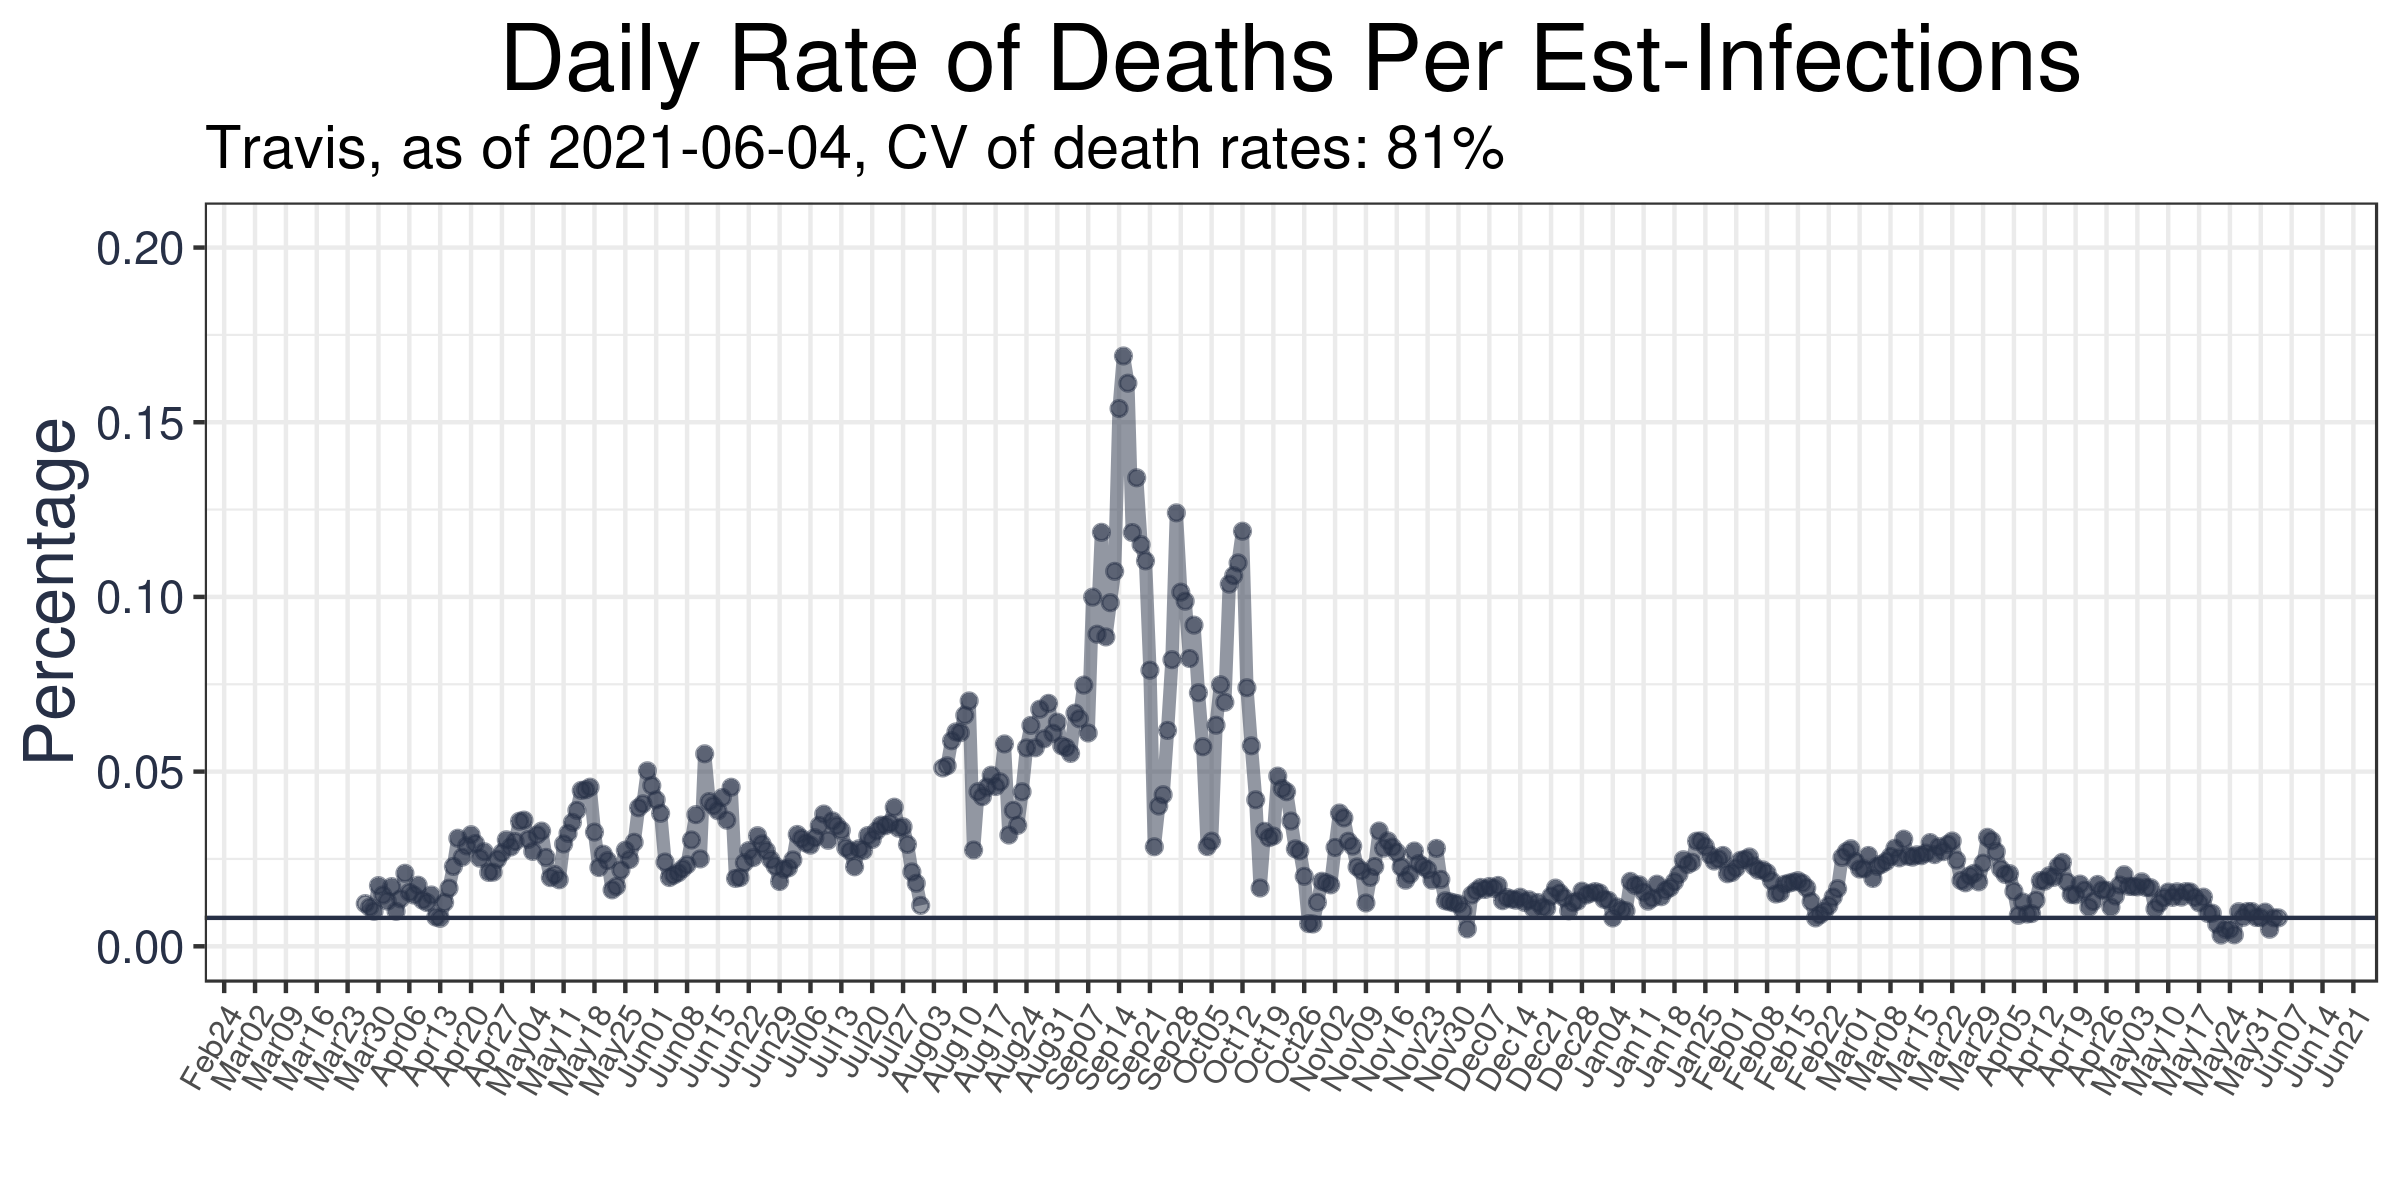 Daily Rate of Deaths Per Est-Infections
Travis, as of 2021-06-04, CV of death rates: 81%
Percentage
0.20
0.15
0.10
0.05
0.00
Feb24
Mar02
Mar09
Mar16
Mar23
Mar30
Apr06
Apr13
Apr20
Apr27
May04
May11
May18
May25
Jun01
Jun08
Jun15
Jun22
Jun29
Jul06
Jul13
Jul20
Jul27
Aug03
Aug10
Aug17
Aug24
Aug31
Sep07
Sep14
Sep21
Sep28
Oct05
Oct12
Oct19
Oct26
Nov02
Nov09
Nov16
Nov23
Nov30
Dec07
Dec14
Dec21
Dec28
Jan04
Jan11
Jan18
Jan25
Feb01
Feb08
Feb15
Feb22
Mar01
Mar08
Mar15
Mar22
Mar29
Apr05
Apr12
Apr19
Apr26
May03
May10
May17
May24
May31
Jun07
Jun14
Jun21